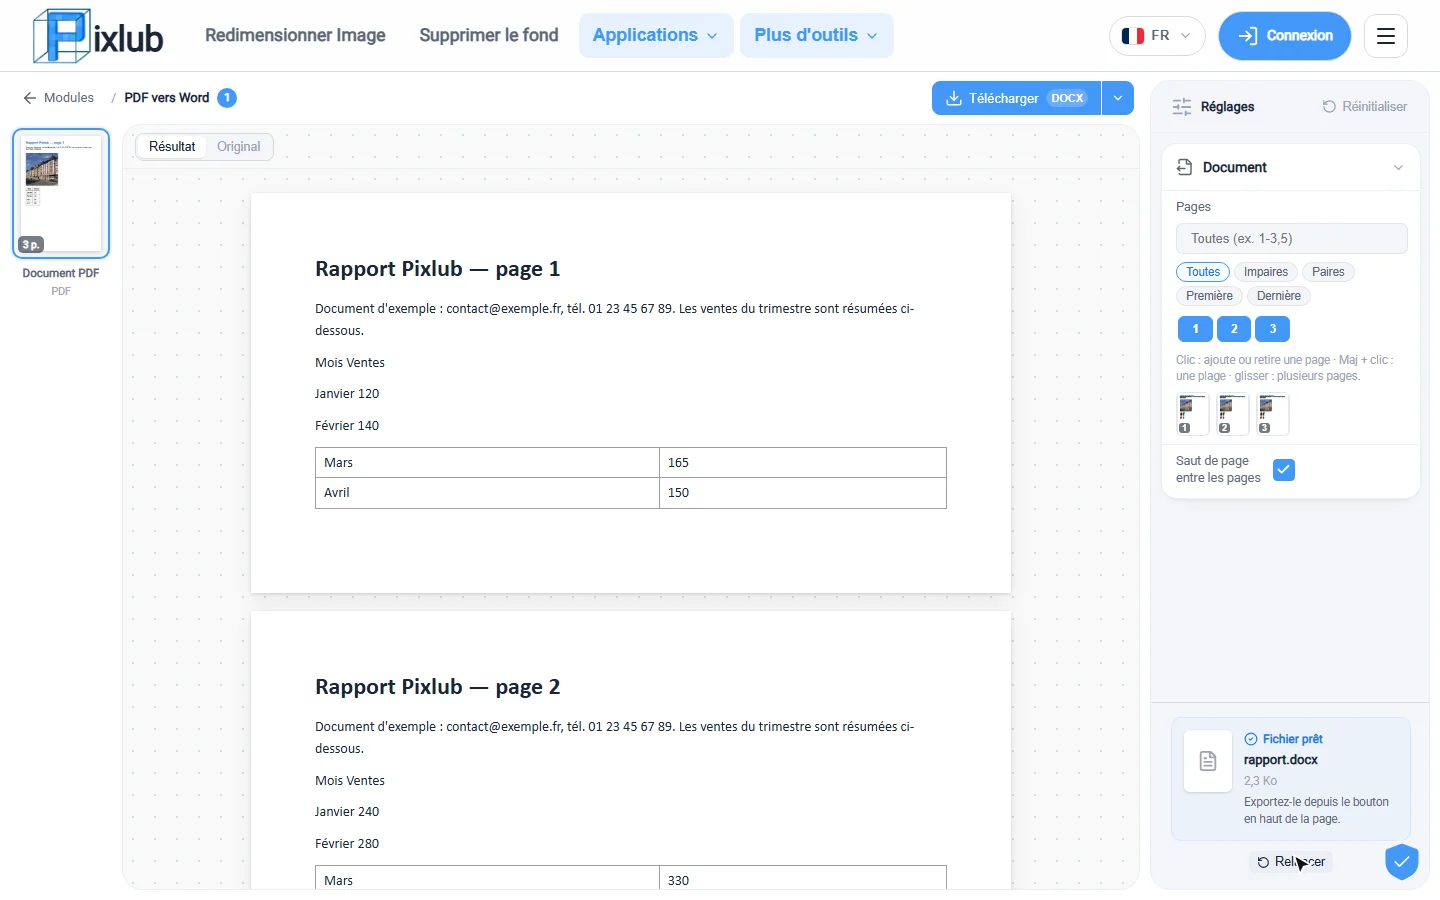 Pixlub
Redimensionner Image
Supprimer le fond
Applications
Plus d'outils
FR
Connexion
Modules / PDF vers Word 1
Télécharger DOCX
Réglages
Réinitialiser
Rapport Pixlub — page 1
3 p.
Document PDF
PDF
Résultat
Original
Rapport Pixlub — page 1
Document d'exemple : contact@exemple.fr, tél. 01 23 45 67 89. Les ventes du trimestre sont résumées ci-
dessous.
Mois Ventes
Janvier 120
Février 140
Mars 165
Avril 150
Rapport Pixlub — page 2
Document d'exemple : contact@exemple.fr, tél. 01 23 45 67 89. Les ventes du trimestre sont résumées ci-
dessous.
Mois Ventes
Janvier 240
Février 280
Mars 330
Document
Pages
Toutes (ex. 1-3,5)
Toutes Impaires Paires
Première Dernière
1 2 3
Clic : ajoute ou retire une page · Maj + clic :
une plage · glisser : plusieurs pages.
1 2 3
Saut de page
entre les pages
Fichier prêt
rapport.docx
2,3 Ko
Exportez-le depuis le bouton
en haut de la page.